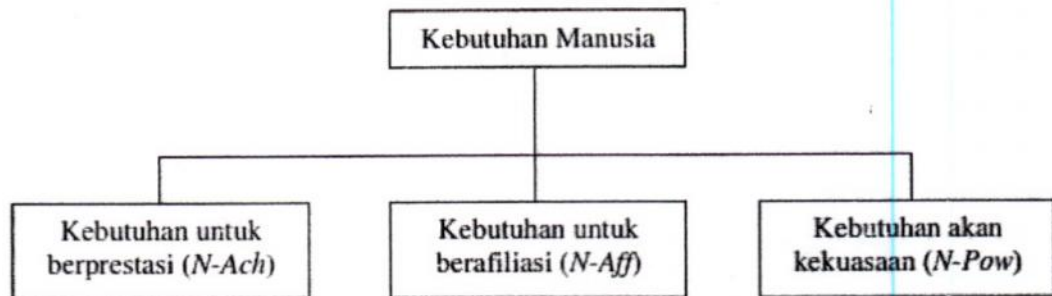 Kebutuhan Manusia
Kebutuhan untuk
berprestasi (N-Ach)
Kebutuhan untuk
berafiliasi (N-Aff)
Kebutuhan akan
kekuasaan (N-Pow)